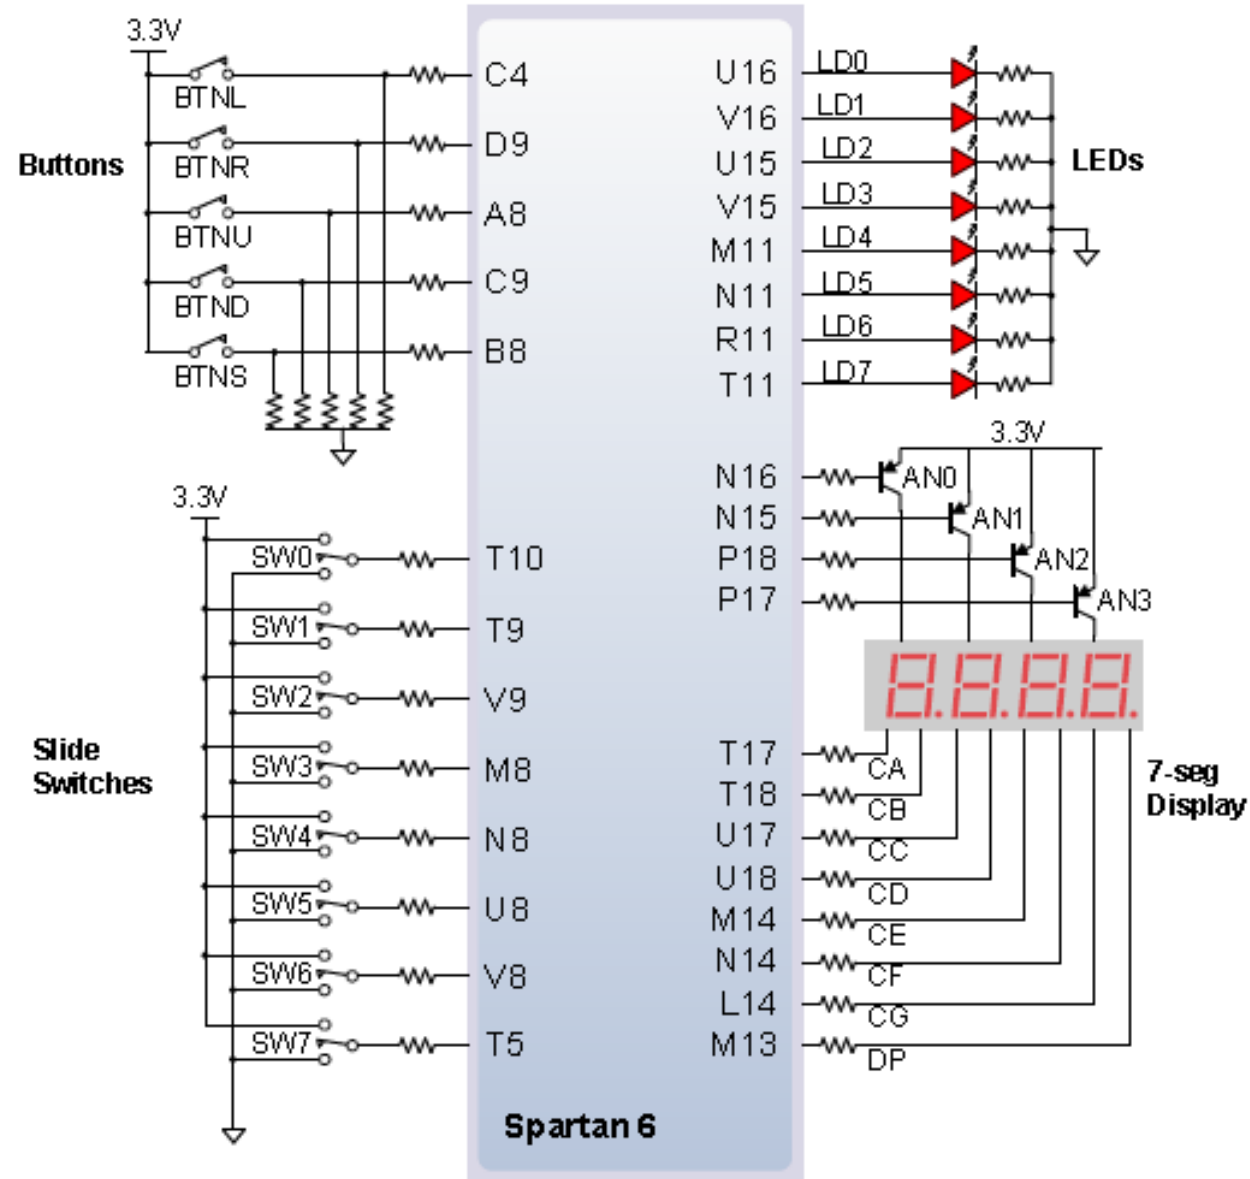 3.3V
BTNL
C4
BTNR
D9
Buttons
BTNU
A8
BTND
C9
BTNS
B8
3.3V
SW0
T10
SW1
T9
SW2
V9
Slide
Switches
SW3
M8
SW4
N8
SW5
U8
SW6
V8
SW7
T5
Spartan 6
U16
LD0
V16
LD1
U15
LD2
LEDs
V15
LD3
M11
LD4
N11
LD5
R11
LD6
T11
LD7
3.3V
N16
AN0
N15
AN1
P18
AN2
P17
AN3
8.8.8.8.
T17
CA
T18
CB
U17
CC
U18
CD
M14
CE
N14
CF
L14
CG
M13
DP
7-seg
Display